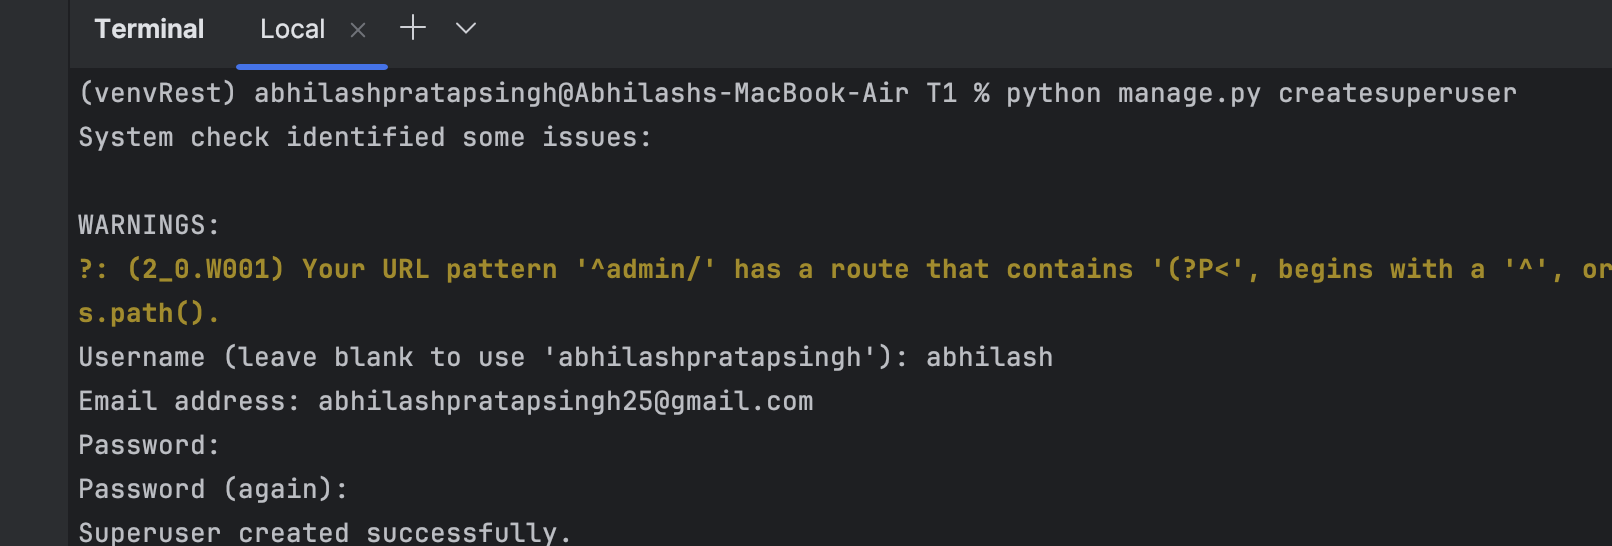 Terminal Local
(venvRest) abhilashpratapsingh@Abhilashs-MacBook-Air T1 % python manage.py createsuperuser
System check identified some issues:
WARNINGS:
?: (2_0.W001) Your URL pattern '^admin/' has a route that contains '(?P<', begins with a '^', or
s.path().
Username (leave blank to use 'abhilashpratapsingh'): abhilash
Email address: abhilashpratapsingh25@gmail.com
Password:
Password (again):
Superuser created successfully.